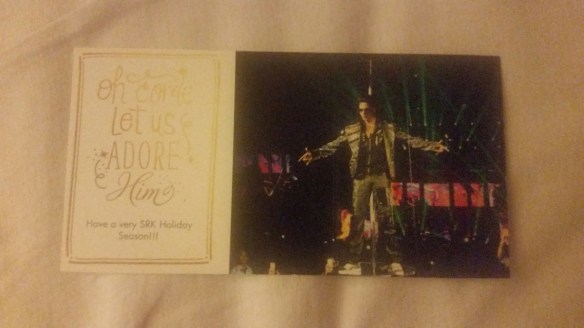 oh come
Let us
ADORE
Him
Have a very SRK Holiday
Season!!!